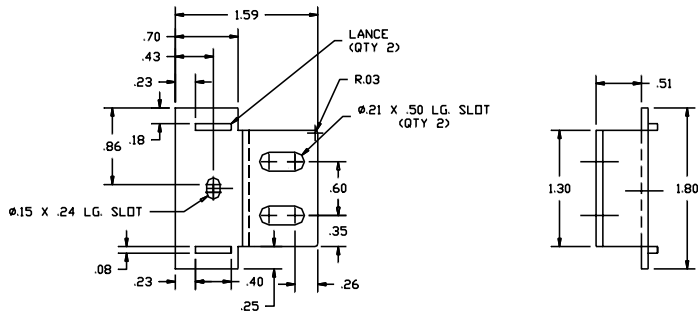 1.59
.70
.43
.23
LANCE
(QTY 2)
R.03
Ø.21 X .50 LG. SLOT
(QTY 2)
.51
.18
.86
.60
1.30
1.80
Ø.15 X .24 LG. SLOT
.35
.08
.23
.40
.25
.26